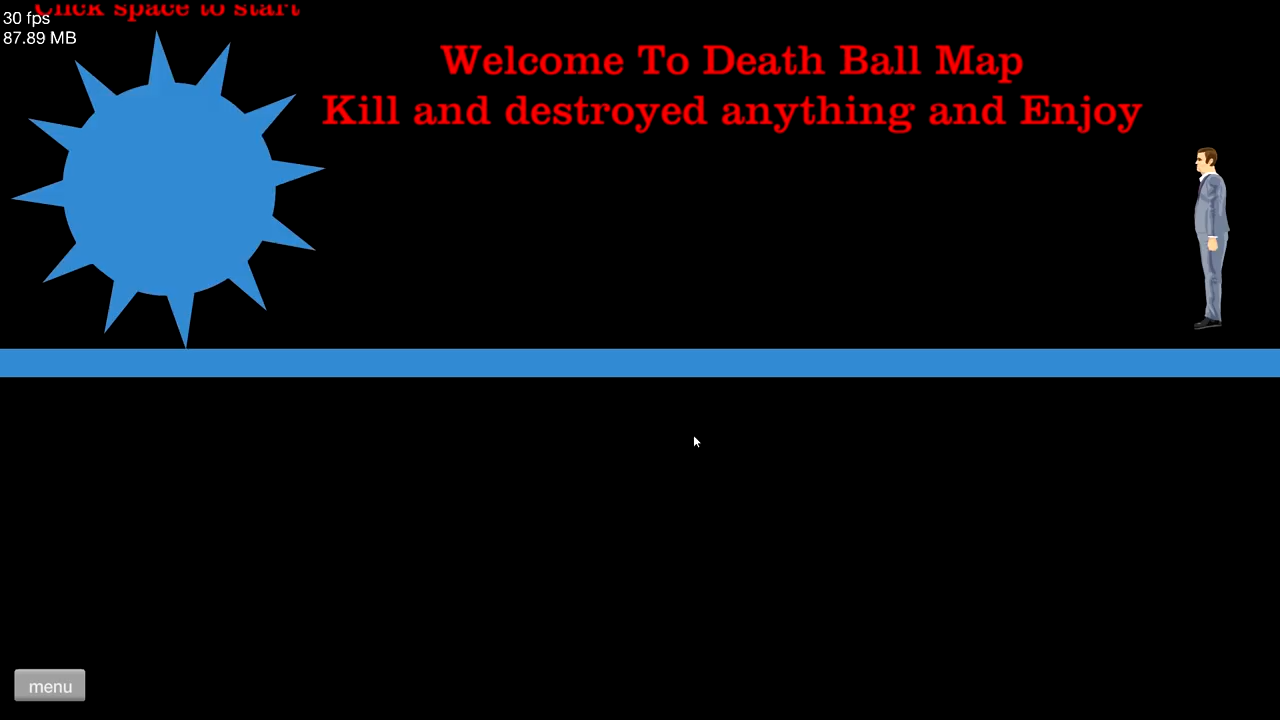 Click space to start
30 fps
87.89 MB
Welcome To Death Ball Map
Kill and destroyed anything and Enjoy
menu